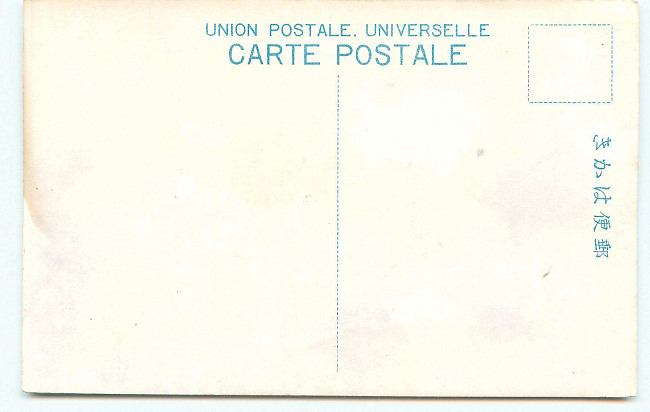 UNION POSTALE. UNIVERSELLE
CARTE POSTALE
郵便はかき